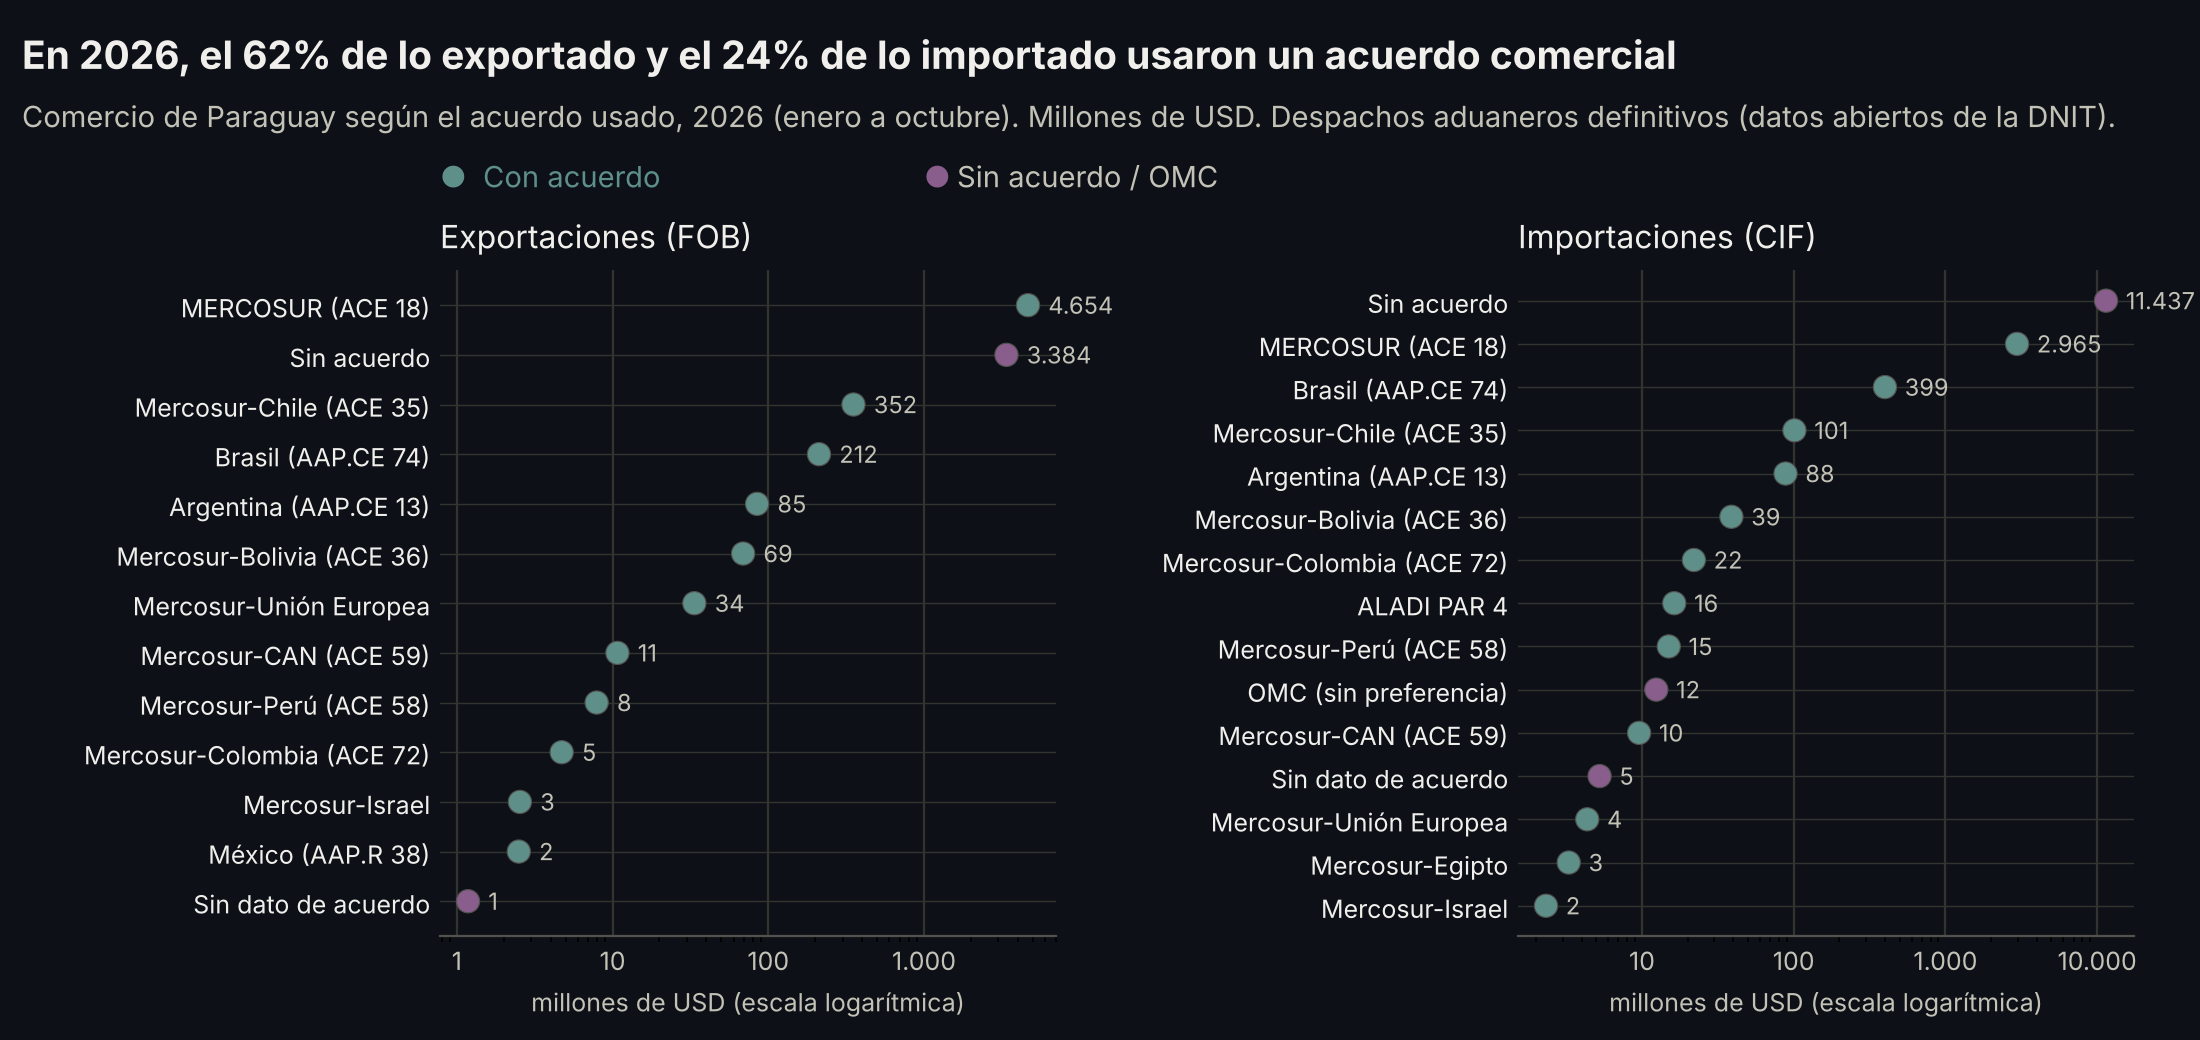 En 2026, el 62% de lo exportado y el 24% de lo importado usaron un acuerdo comercial
Comercio de Paraguay según el acuerdo usado, 2026 (enero a octubre). Millones de USD. Despachos aduaneros definitivos (datos abiertos de la DNIT).
Con acuerdo
Sin acuerdo / OMC
Exportaciones (FOB)
MERCOSUR (ACE 18) 4.654
Sin acuerdo 3.384
Mercosur-Chile (ACE 35) 352
Brasil (AAP.CE 74) 212
Argentina (AAP.CE 13) 85
Mercosur-Bolivia (ACE 36) 69
Mercosur-Unión Europea 34
Mercosur-CAN (ACE 59) 11
Mercosur-Perú (ACE 58) 8
Mercosur-Colombia (ACE 72) 5
Mercosur-Israel 3
México (AAP.R 38) 2
Sin dato de acuerdo 1
1 10 100 1.000
millones de USD (escala logarítmica)
Importaciones (CIF)
Sin acuerdo 11.437
MERCOSUR (ACE 18) 2.965
Brasil (AAP.CE 74) 399
Mercosur-Chile (ACE 35) 101
Argentina (AAP.CE 13) 88
Mercosur-Bolivia (ACE 36) 39
Mercosur-Colombia (ACE 72) 22
ALADI PAR 4 16
Mercosur-Perú (ACE 58) 15
OMC (sin preferencia) 12
Mercosur-CAN (ACE 59) 10
Sin dato de acuerdo 5
Mercosur-Unión Europea 4
Mercosur-Egipto 3
Mercosur-Israel 2
10 100 1.000 10.000
millones de USD (escala logarítmica)